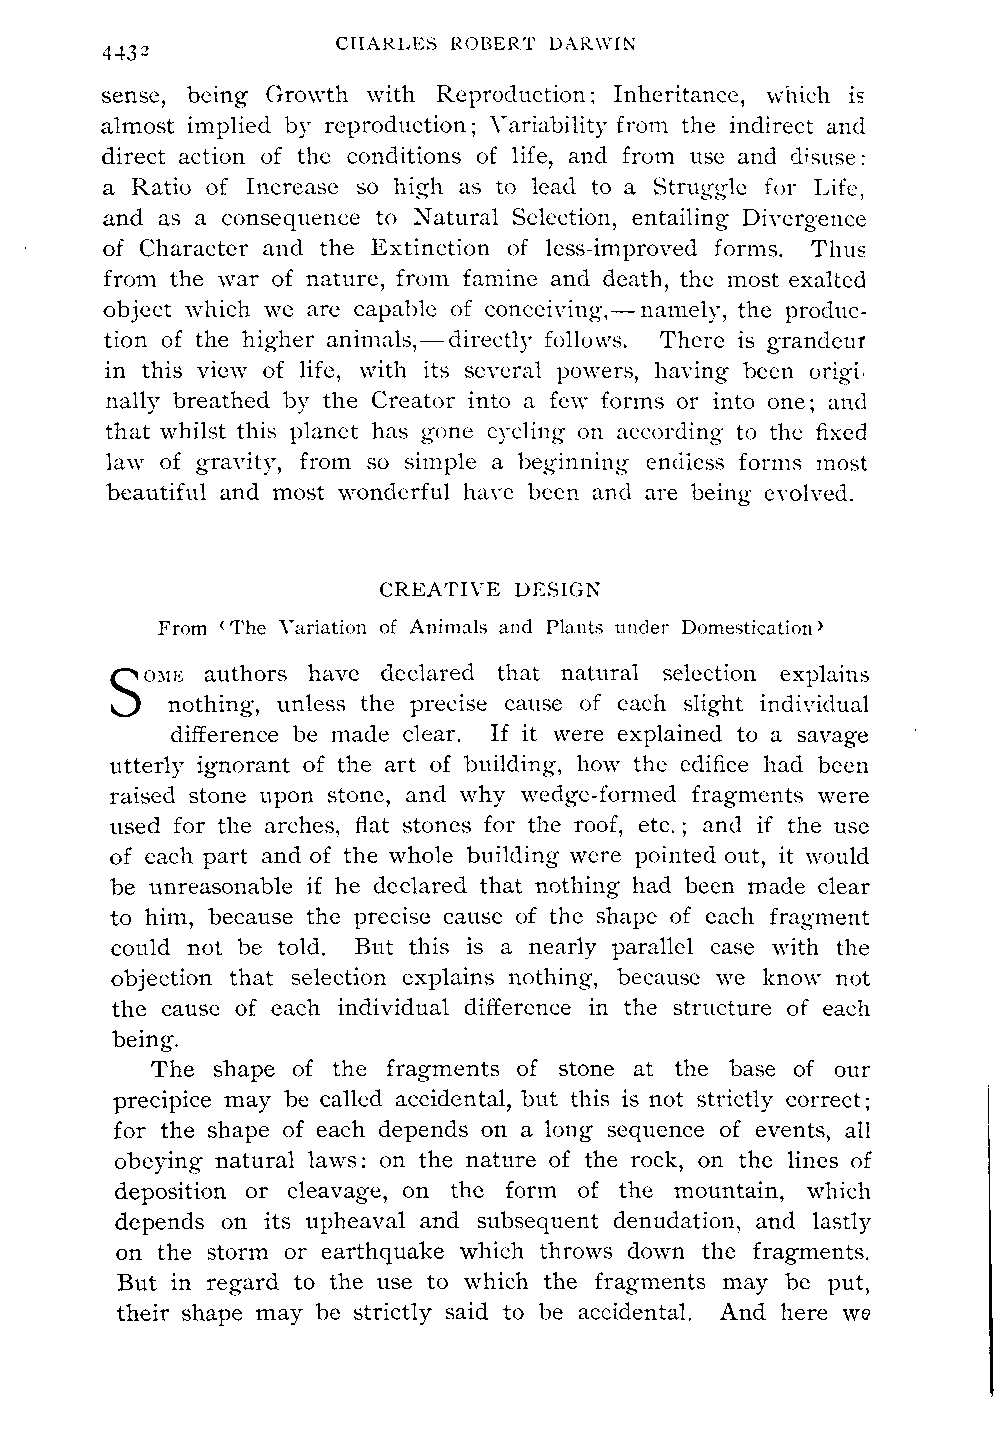 4432
CHARLES ROBERT DARWIN
sense, being Growth with Reproduction; Inheritance, which is
almost implied by reproduction; Variability from the indirect and
direct action of the conditions of life, and from use and disuse:
a Ratio of Increase so high as to lead to a Struggle for Life,
and as a consequence to Natural Selection, entailing Divergence
of Character and the Extinction of less-improved forms. Thus
from the war of nature, from famine and death, the most exalted
object which we are capable of conceiving,—namely, the produc-
tion of the higher animals,—directly follows. There is grandeur
in this view of life, with its several powers, having been origi-
nally breathed by the Creator into a few forms or into one; and
that whilst this planet has gone cycling on according to the fixed
law of gravity, from so simple a beginning endless forms most
beautiful and most wonderful have been and are being evolved.
CREATIVE DESIGN
From ‹The Variation of Animals and Plants under Domestication›
SOME authors have declared that natural selection explains
nothing, unless the precise cause of each slight individual
difference be made clear. If it were explained to a savage
utterly ignorant of the art of building, how the edifice had been
raised stone upon stone, and why wedge-formed fragments were
used for the arches, flat stones for the roof, etc.; and if the use
of each part and of the whole building were pointed out, it would
be unreasonable if he declared that nothing had been made clear
to him, because the precise cause of the shape of each fragment
could not be told. But this is a nearly parallel case with the
objection that selection explains nothing, because we know not
the cause of each individual difference in the structure of each
being.
The shape of the fragments of stone at the base of our
precipice may be called accidental, but this is not strictly correct;
for the shape of each depends on a long sequence of events, all
obeying natural laws: on the nature of the rock, on the lines of
deposition or cleavage, on the form of the mountain, which
depends on its upheaval and subsequent denudation, and lastly
on the storm or earthquake which throws down the fragments.
But in regard to the use to which the fragments may be put,
their shape may be strictly said to be accidental. And here we